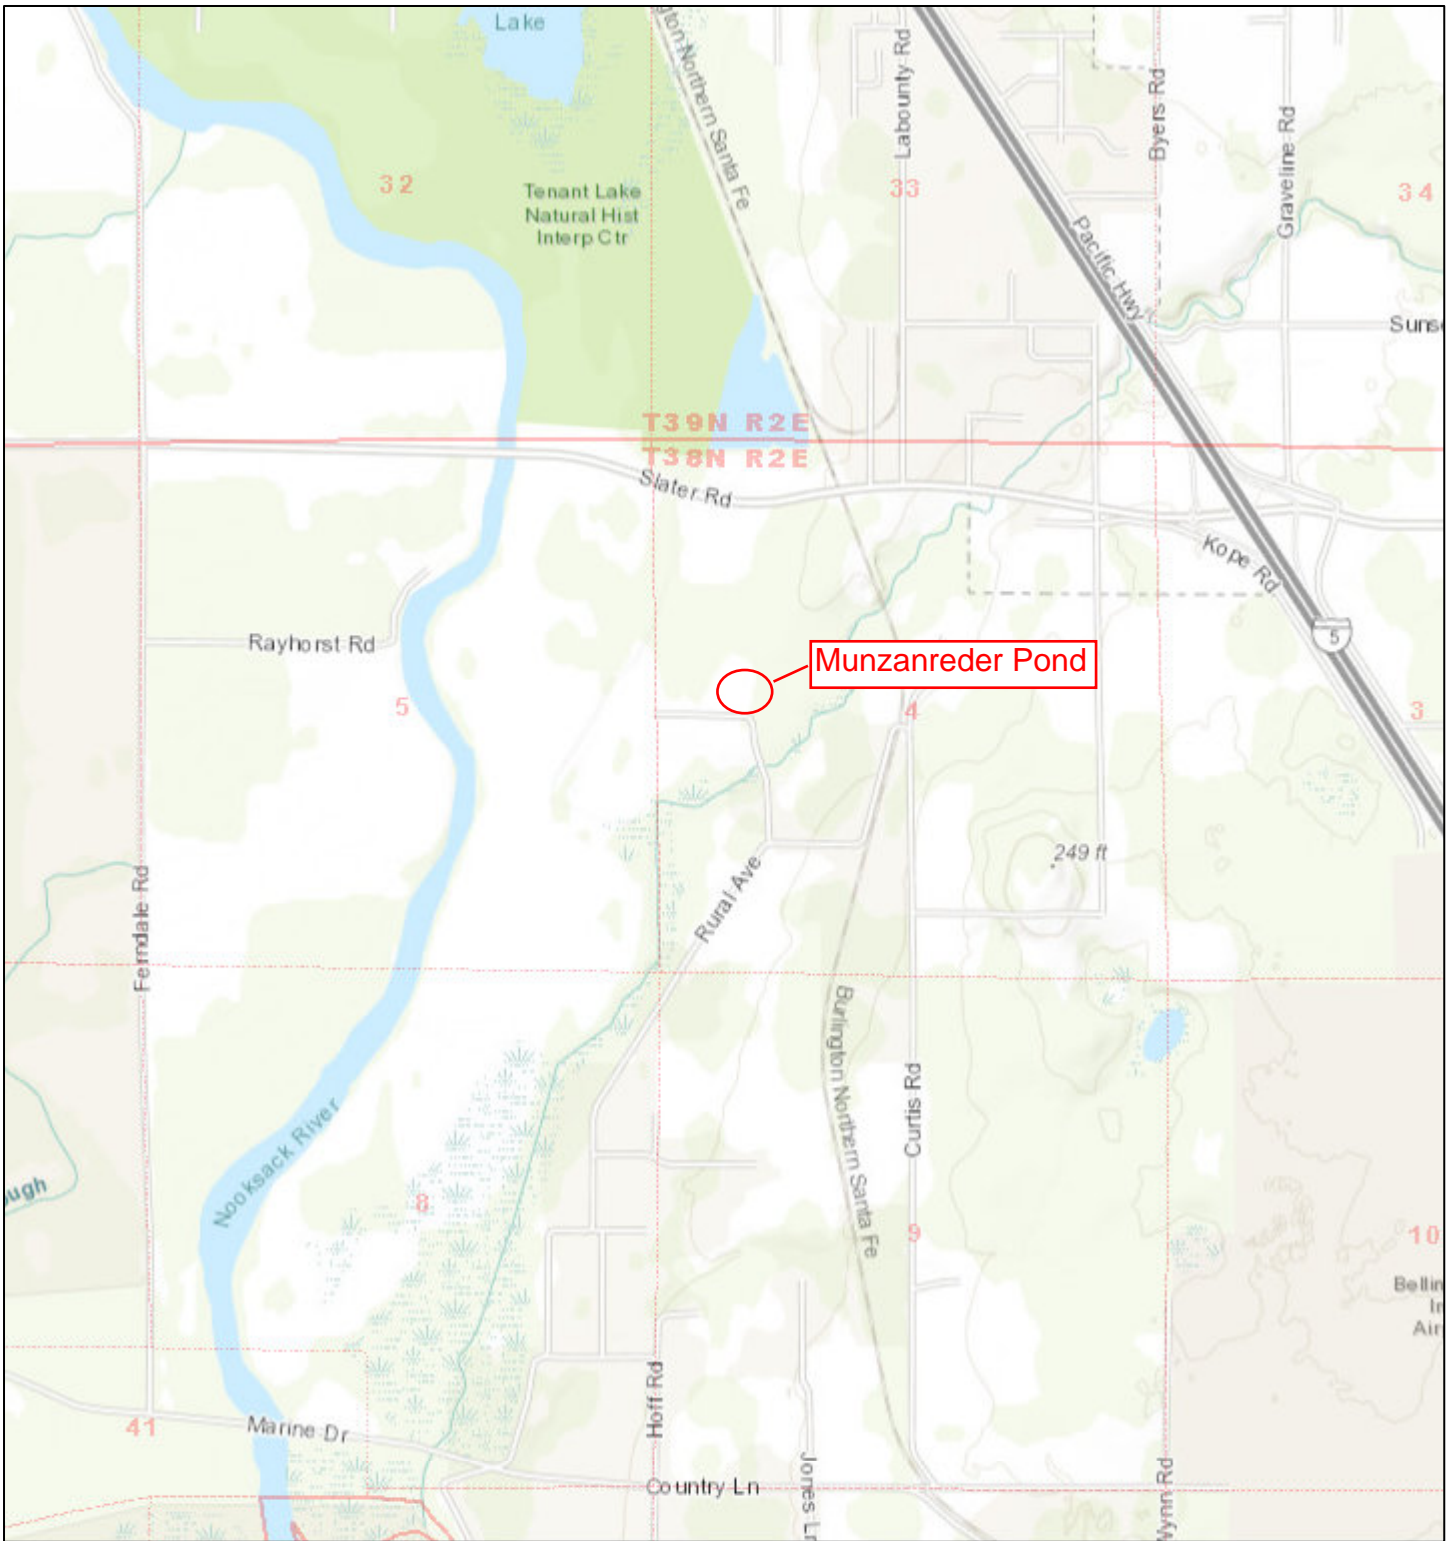 Lake
gton Northern Santa Fe
Labounty Rd
Byers Rd
Graveline Rd
32
Tenant Lake
Natural Hist
Interp Ctr
33
34
Pacific Hwy
Suns
T39N R2E
T38N R2E
Slater Rd
Kope Rd
5
Rayhorst Rd
Munzanreder Pond
5
4
3
249 ft
Ferndale Rd
Rural Ave
Burlington Northern Santa Fe
Curtis Rd
Nooksack River
ugh
8
9
10
Bellin
In
Air
41
Marine Dr
Hoff Rd
Country Ln
Jones Ln
Wynn Rd